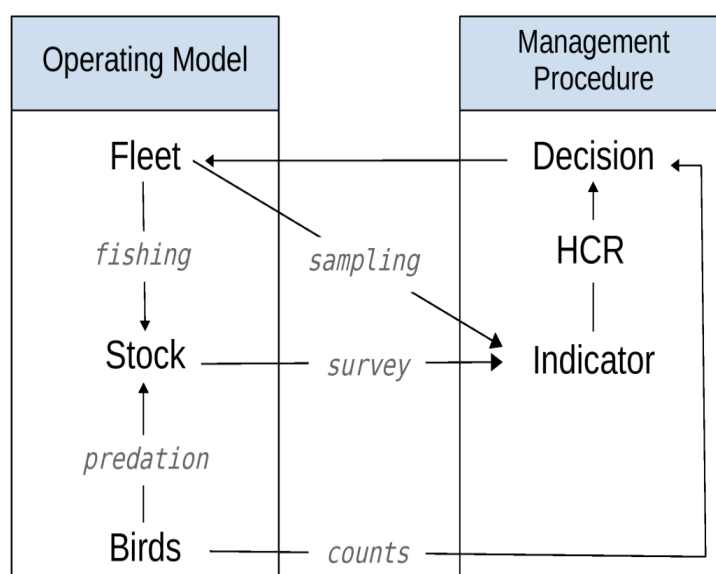 Operating Model
Management
Procedure
Fleet
Decision
fishing
sampling
HCR
Stock
survey
Indicator
predation
Birds
counts